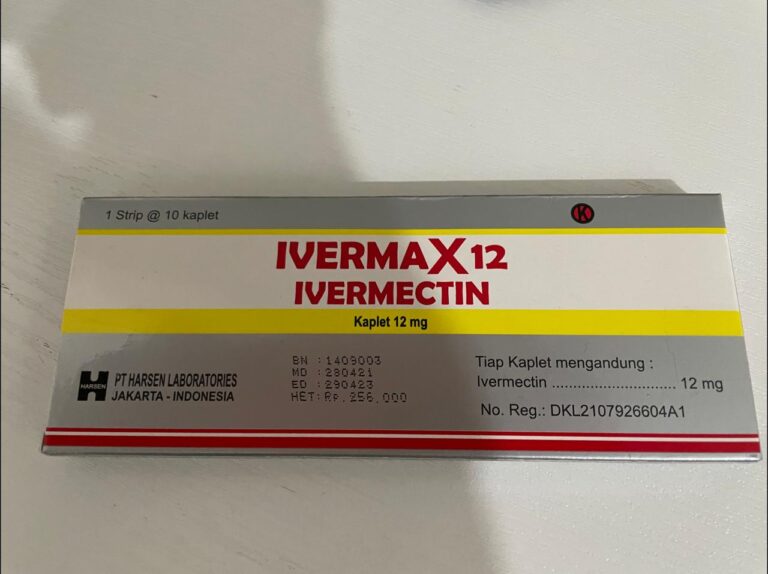 1 Strip @ 10 kaplet
K
IVERMAX 12
IVERMECTIN
Kaplet 12 mg
HARSEN
PT HARSEN LABORATORIES
JAKARTA - INDONESIA
BN : 1409003
MD : 280421
ED : 290423
HET: Rp. 256.000
Tiap Kaplet mengandung :
Ivermectin ............................ 12 mg
No. Reg.: DKL2107926604A1